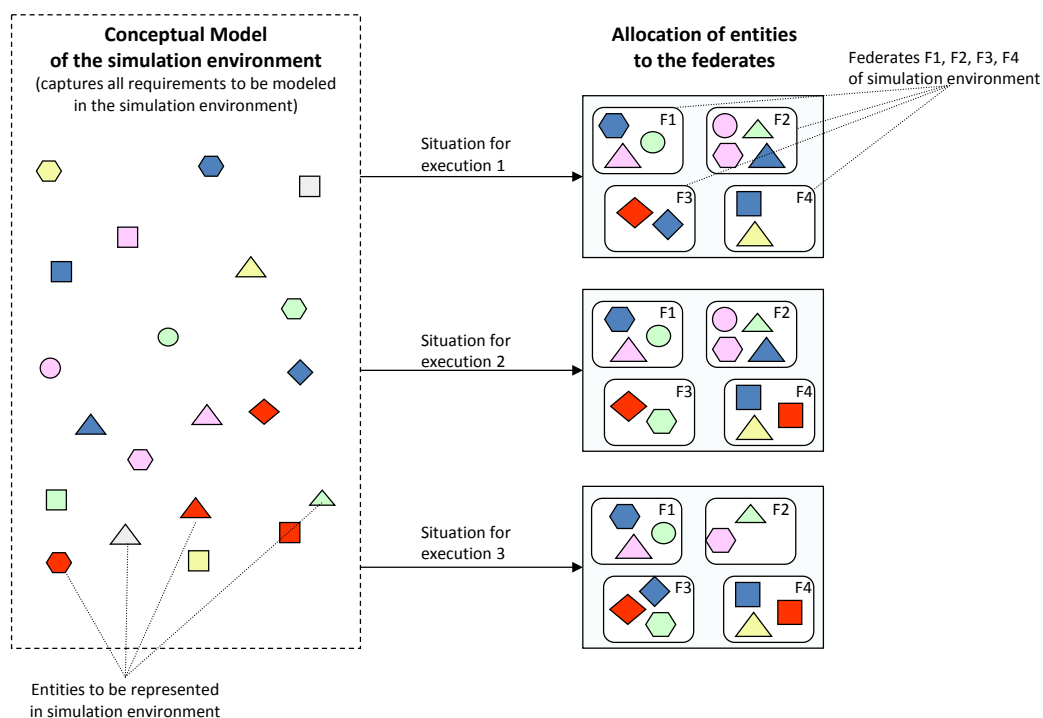 Conceptual Model
of the simulation environment
(captures all requirements to be modeled
in the simulation environment)
Allocation of entities
to the federates
Federates F1, F2, F3, F4
of simulation environment
Situation for
execution 1
F1
F2
F3
F4
Situation for
execution 2
F1
F2
F3
F4
Situation for
execution 3
F1
F2
F3
F4
Entities to be represented
in simulation environment